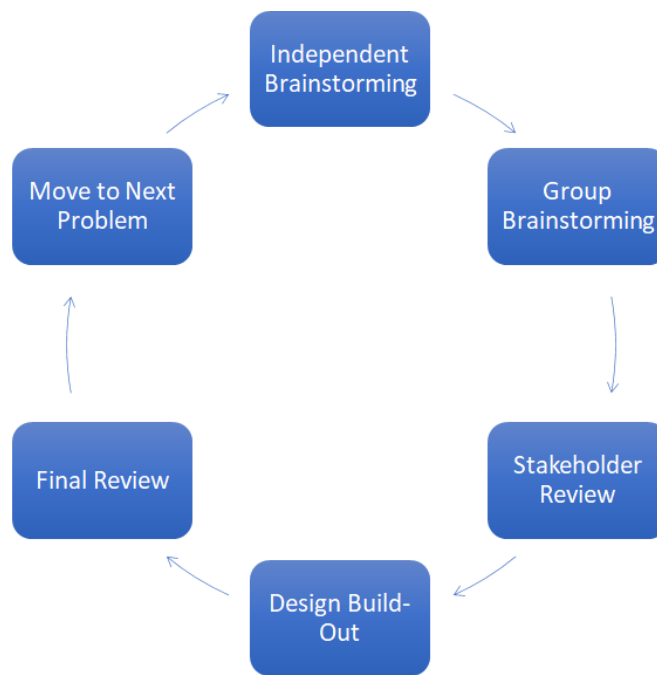 Independent
Brainstorming
Group
Brainstorming
Stakeholder
Review
Design Build-
Out
Final Review
Move to Next
Problem